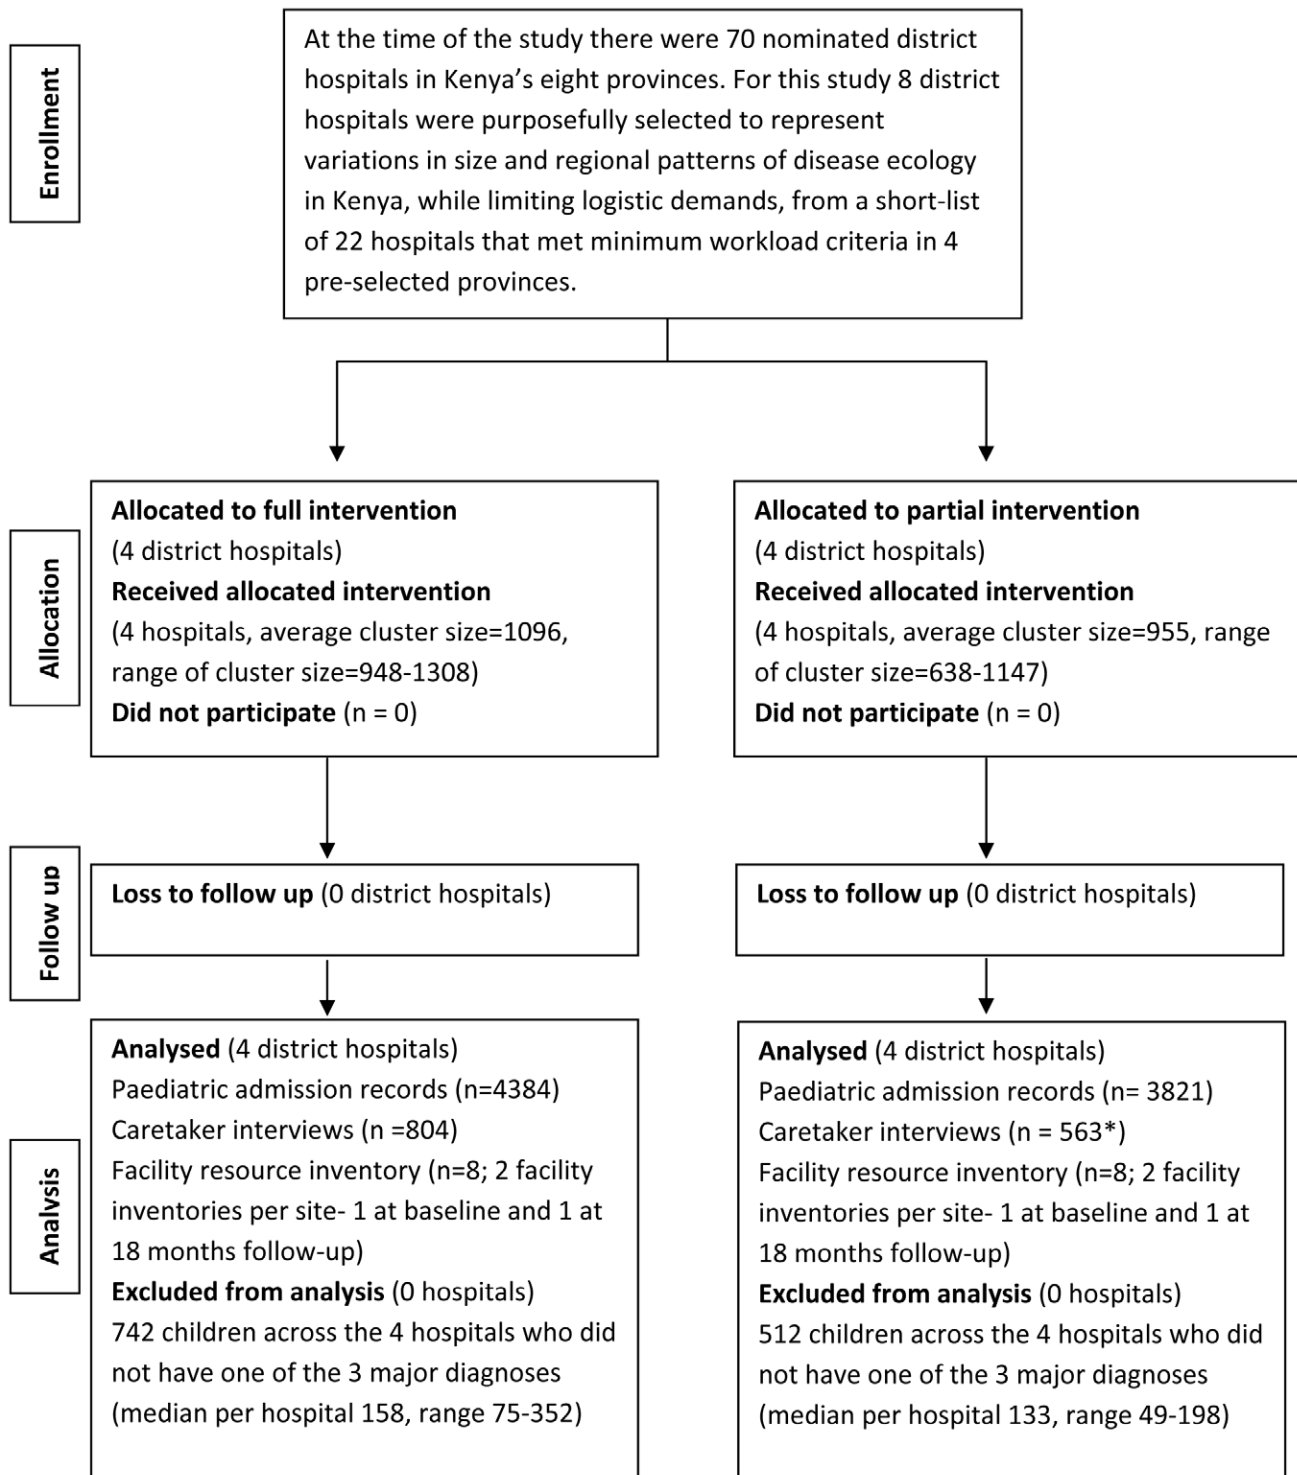 Enrollment
At the time of the study there were 70 nominated district
hospitals in Kenya's eight provinces. For this study 8 district
hospitals were purposefully selected to represent
variations in size and regional patterns of disease ecology
in Kenya, while limiting logistic demands, from a short-list
of 22 hospitals that met minimum workload criteria in 4
pre-selected provinces.
Allocation
Allocated to full intervention
(4 district hospitals)
Received allocated intervention
(4 hospitals, average cluster size=1096,
range of cluster size=948-1308)
Did not participate (n = 0)
Allocated to partial intervention
(4 district hospitals)
Received allocated intervention
(4 hospitals, average cluster size=955, range
of cluster size=638-1147)
Did not participate (n = 0)
Follow up
Loss to follow up (0 district hospitals)
Loss to follow up (0 district hospitals)
Analysis
Analysed (4 district hospitals)
Paediatric admission records (n=4384)
Caretaker interviews (n =804)
Facility resource inventory (n=8; 2 facility
inventories per site- 1 at baseline and 1 at
18 months follow-up)
Excluded from analysis (0 hospitals)
742 children across the 4 hospitals who did
not have one of the 3 major diagnoses
(median per hospital 158, range 75-352)
Analysed (4 district hospitals)
Paediatric admission records (n= 3821)
Caretaker interviews (n = 563*)
Facility resource inventory (n=8; 2 facility
inventories per site- 1 at baseline and 1 at
18 months follow-up)
Excluded from analysis (0 hospitals)
512 children across the 4 hospitals who did
not have one of the 3 major diagnoses
(median per hospital 133, range 49-198)